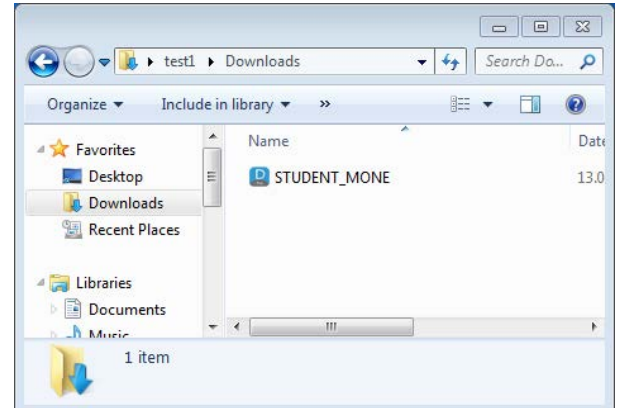 test1 Downloads
Search Do...
Organize Include in library »
Favorites
Desktop
Downloads
Recent Places
Libraries
Documents
Music
Name Date
STUDENT_MONE 13.0
1 item